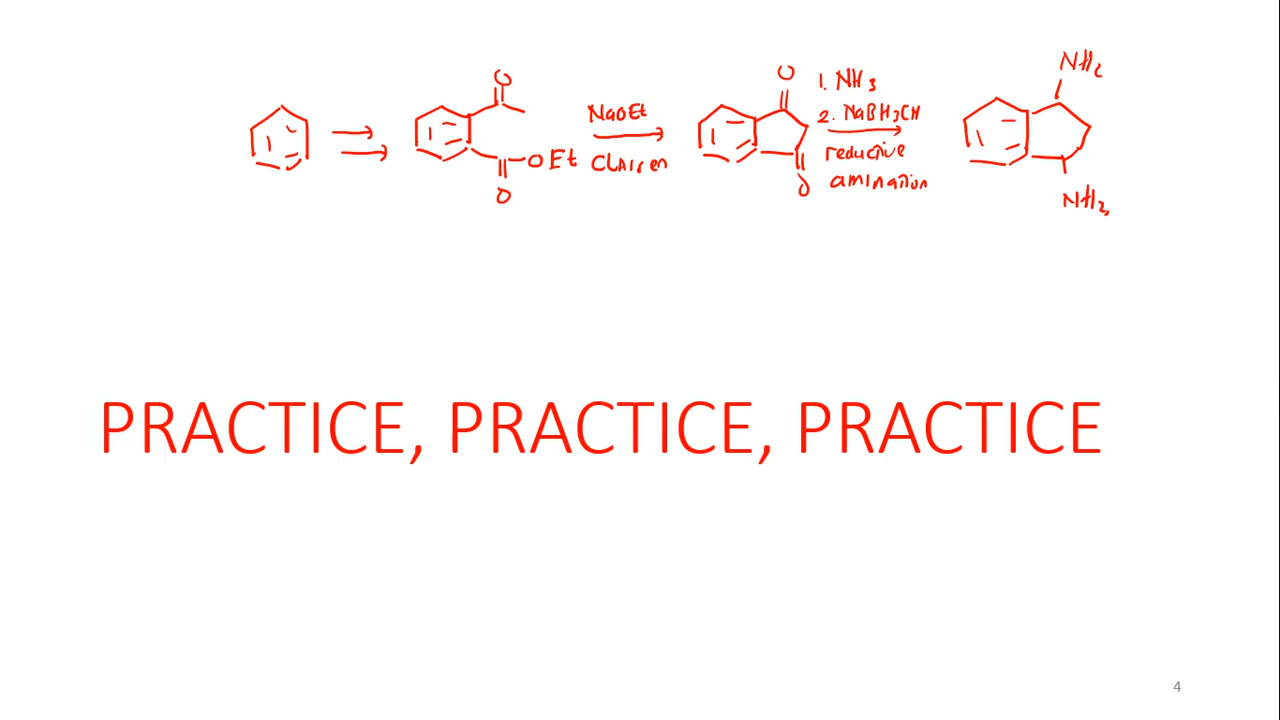 O
OEt
O
NaOEt
Claisen
O
O
1. NH3
2. NaBH3CN
reductive
amination
NH2
NH2
PRACTICE, PRACTICE, PRACTICE
4